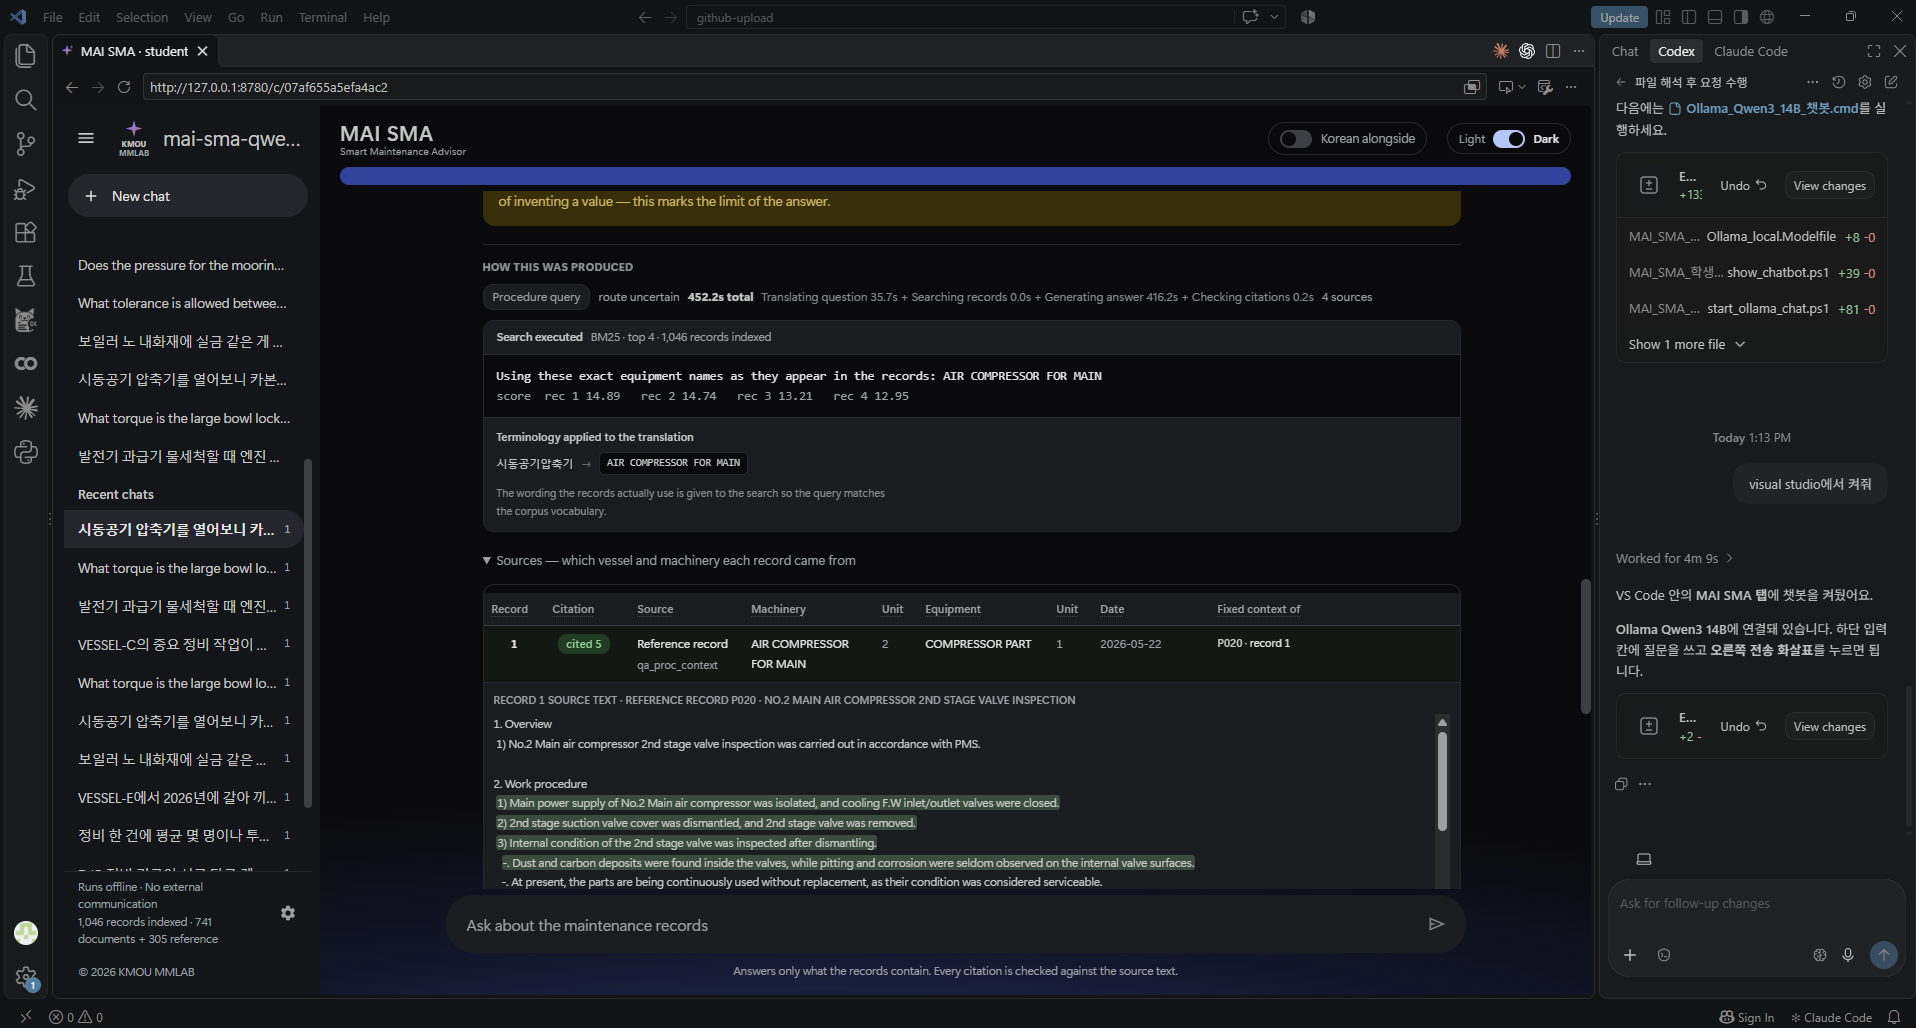 File Edit Selection View Go Run Terminal Help
github-upload
Update
MAI SMA · student
http://127.0.0.1:8780/c/07af655a5efa4ac2
KMOU
MMLAB
mai-sma-qwe...
New chat
Does the pressure for the moorin...
What tolerance is allowed betwee...
보일러 노 내화재에 실금 같은 게 ...
시동공기 압축기를 열어보니 카본...
What torque is the large bowl lock...
발전기 과급기 물세척할 때 엔진 ...
Recent chats
시동공기 압축기를 열어보니 카... 1
What torque is the large bowl lo... 1
발전기 과급기 물세척할 때 엔진... 1
VESSEL-C의 중요 정비 작업이 ... 1
What torque is the large bowl lo... 1
시동공기 압축기를 열어보니 카... 1
보일러 노 내화재에 실금 같은 ... 1
VESSEL-E에서 2026년에 갈아 끼... 1
정비 한 건에 평균 몇 명이나 투... 1
Runs offline · No external
communication
1,046 records indexed · 741
documents + 305 reference
© 2026 KMOU MMLAB
MAI SMA
Smart Maintenance Advisor
Korean alongside
Light Dark
of inventing a value — this marks the limit of the answer.
HOW THIS WAS PRODUCED
Procedure query route uncertain 452.2s total Translating question 35.7s + Searching records 0.0s + Generating answer 416.2s + Checking citations 0.2s 4 sources
Search executed BM25 · top 4 · 1,046 records indexed
Using these exact equipment names as they appear in the records: AIR COMPRESSOR FOR MAIN
score rec 1 14.89 rec 2 14.74 rec 3 13.21 rec 4 12.95
Terminology applied to the translation
시동공기압축기 → AIR COMPRESSOR FOR MAIN
The wording the records actually use is given to the search so the query matches
the corpus vocabulary.
▼ Sources — which vessel and machinery each record came from
Record Citation Source Machinery Unit Equipment Unit Date Fixed context of
1 cited 5 Reference record AIR COMPRESSOR 2 COMPRESSOR PART 1 2026-05-22 P020 · record 1
qa_proc_context FOR MAIN
RECORD 1 SOURCE TEXT · REFERENCE RECORD P020 · NO.2 MAIN AIR COMPRESSOR 2ND STAGE VALVE INSPECTION
1. Overview
1) No.2 Main air compressor 2nd stage valve inspection was carried out in accordance with PMS.
2. Work procedure
1) Main power supply of No.2 Main air compressor was isolated, and cooling F.W inlet/outlet valves were closed.
2) 2nd stage suction valve cover was dismantled, and 2nd stage valve was removed.
3) Internal condition of the 2nd stage valve was inspected after dismantling.
-. Dust and carbon deposits were found inside the valves, while pitting and corrosion were seldom observed on the internal valve surfaces.
-. At present, the parts are being continuously used without replacement, as their condition was considered serviceable.
Ask about the maintenance records
Answers only what the records contain. Every citation is checked against the source text.
Chat Codex Claude Code
파일 해석 후 요청 수행
다음에는 Ollama_Qwen3_14B_챗봇.cmd를 실
행하세요.
E...
Undo View changes
MAI_SMA_... Ollama_local.Modelfile +8 -0
MAI_SMA_학생... show_chatbot.ps1 +39 -0
MAI_SMA_... start_ollama_chat.ps1 +81 -0
Show 1 more file
Today 1:13 PM
visual studio에서 켜줘
Worked for 4m 9s
VS Code 안의 MAI SMA 탭에 챗봇을 켜뒀어요.
Ollama Qwen3 14B에 연결돼 있습니다. 하단 입력
칸에 질문을 쓰고 오른쪽 전송 화살표를 누르면 됩
니다.
E...
+2 -
Undo View changes
Ask for follow-up changes
1
0 0
Sign In Claude Code